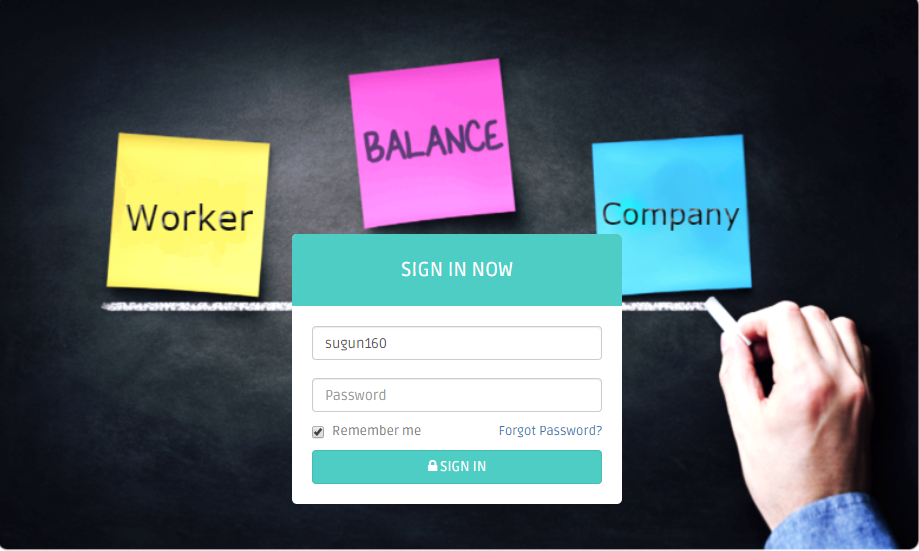 BALANCE
Worker
Company
SIGN IN NOW
sugun160
Password
Remember me
Forgot Password?
SIGN IN